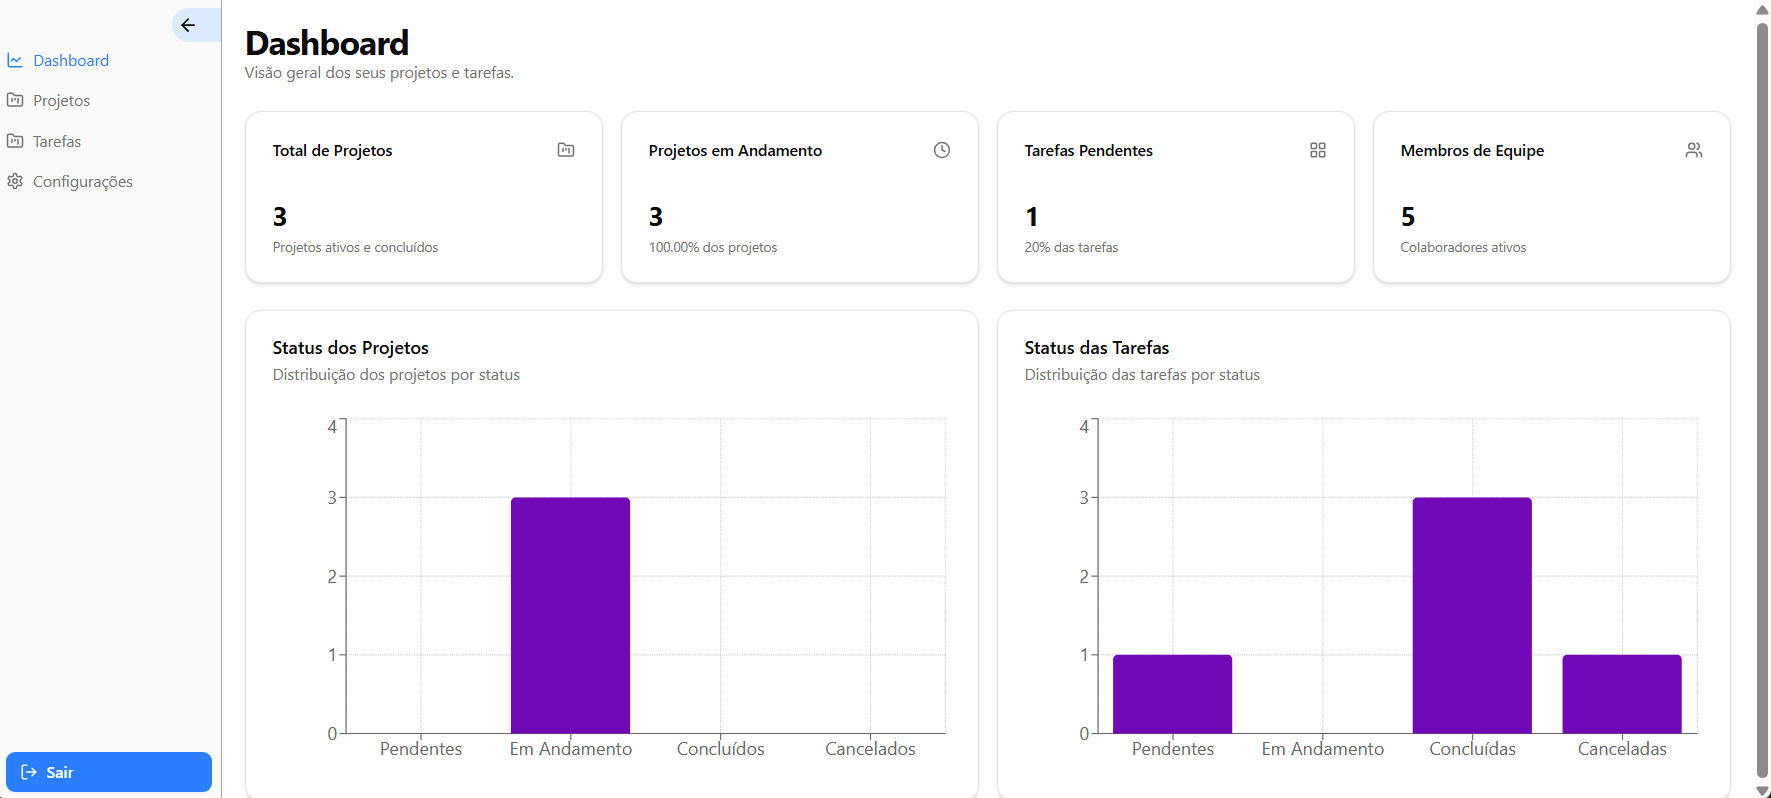 Dashboard
Projetos
Tarefas
Configurações
Sair
Dashboard
Visão geral dos seus projetos e tarefas.
Total de Projetos
3
Projetos ativos e concluídos
Projetos em Andamento
3
100.00% dos projetos
Tarefas Pendentes
1
20% das tarefas
Membros de Equipe
5
Colaboradores ativos
Status dos Projetos
Distribuição dos projetos por status
4
3
2
1
0
Pendentes Em Andamento Concluídos Cancelados
Status das Tarefas
Distribuição das tarefas por status
4
3
2
1
0
Pendentes Em Andamento Concluídas Canceladas